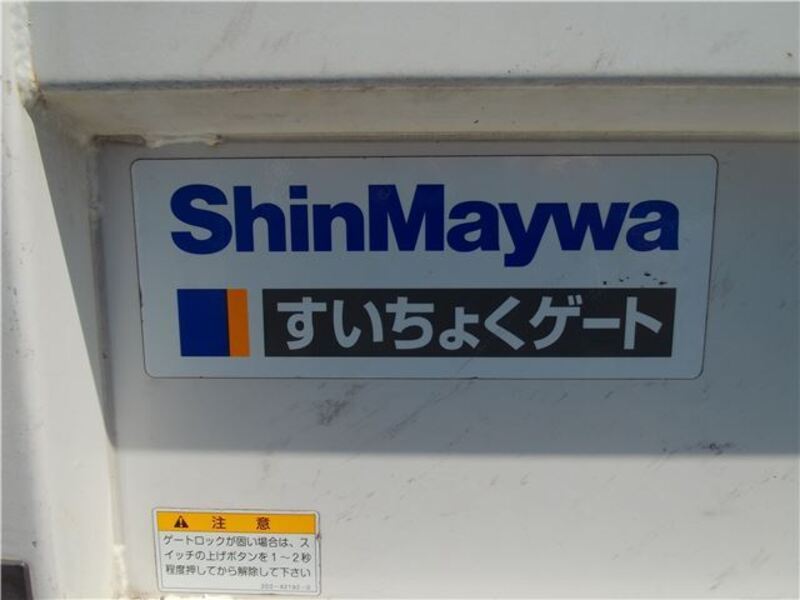 ShinMaywa
すいちょくゲート
注意
ゲートロックが固い場合は、ス
イッチの上げボタンを1～2秒
程度押してから解除して下さい